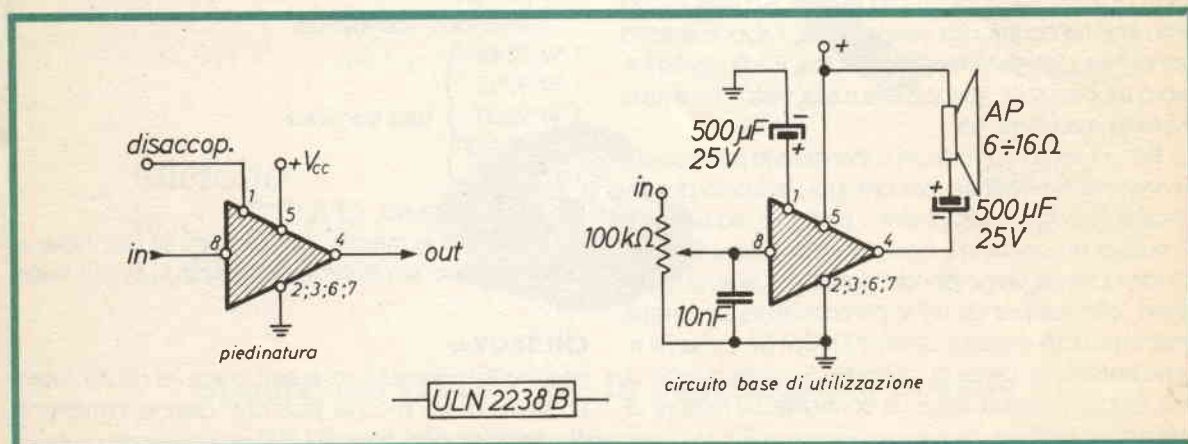 disaccop.
+Vcc
1
5
8
in
4
out
2;3;6;7
piedinatura
+
500µF
25V
−
+
in
100kΩ
8
1
5
4
10nF
2;3;6;7
AP
6÷16Ω
+
−
500µF
25V
circuito base di utilizzazione
ULN 2238 B